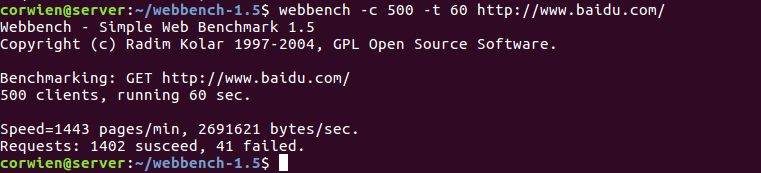 corwien@server:~/webbench-1.5$ webbench -c 500 -t 60 http://www.baidu.com/
Webbench - Simple Web Benchmark 1.5
Copyright (c) Radim Kolar 1997-2004, GPL Open Source Software.

Benchmarking: GET http://www.baidu.com/
500 clients, running 60 sec.

Speed=1443 pages/min, 2691621 bytes/sec.
Requests: 1402 susceed, 41 failed.
corwien@server:~/webbench-1.5$